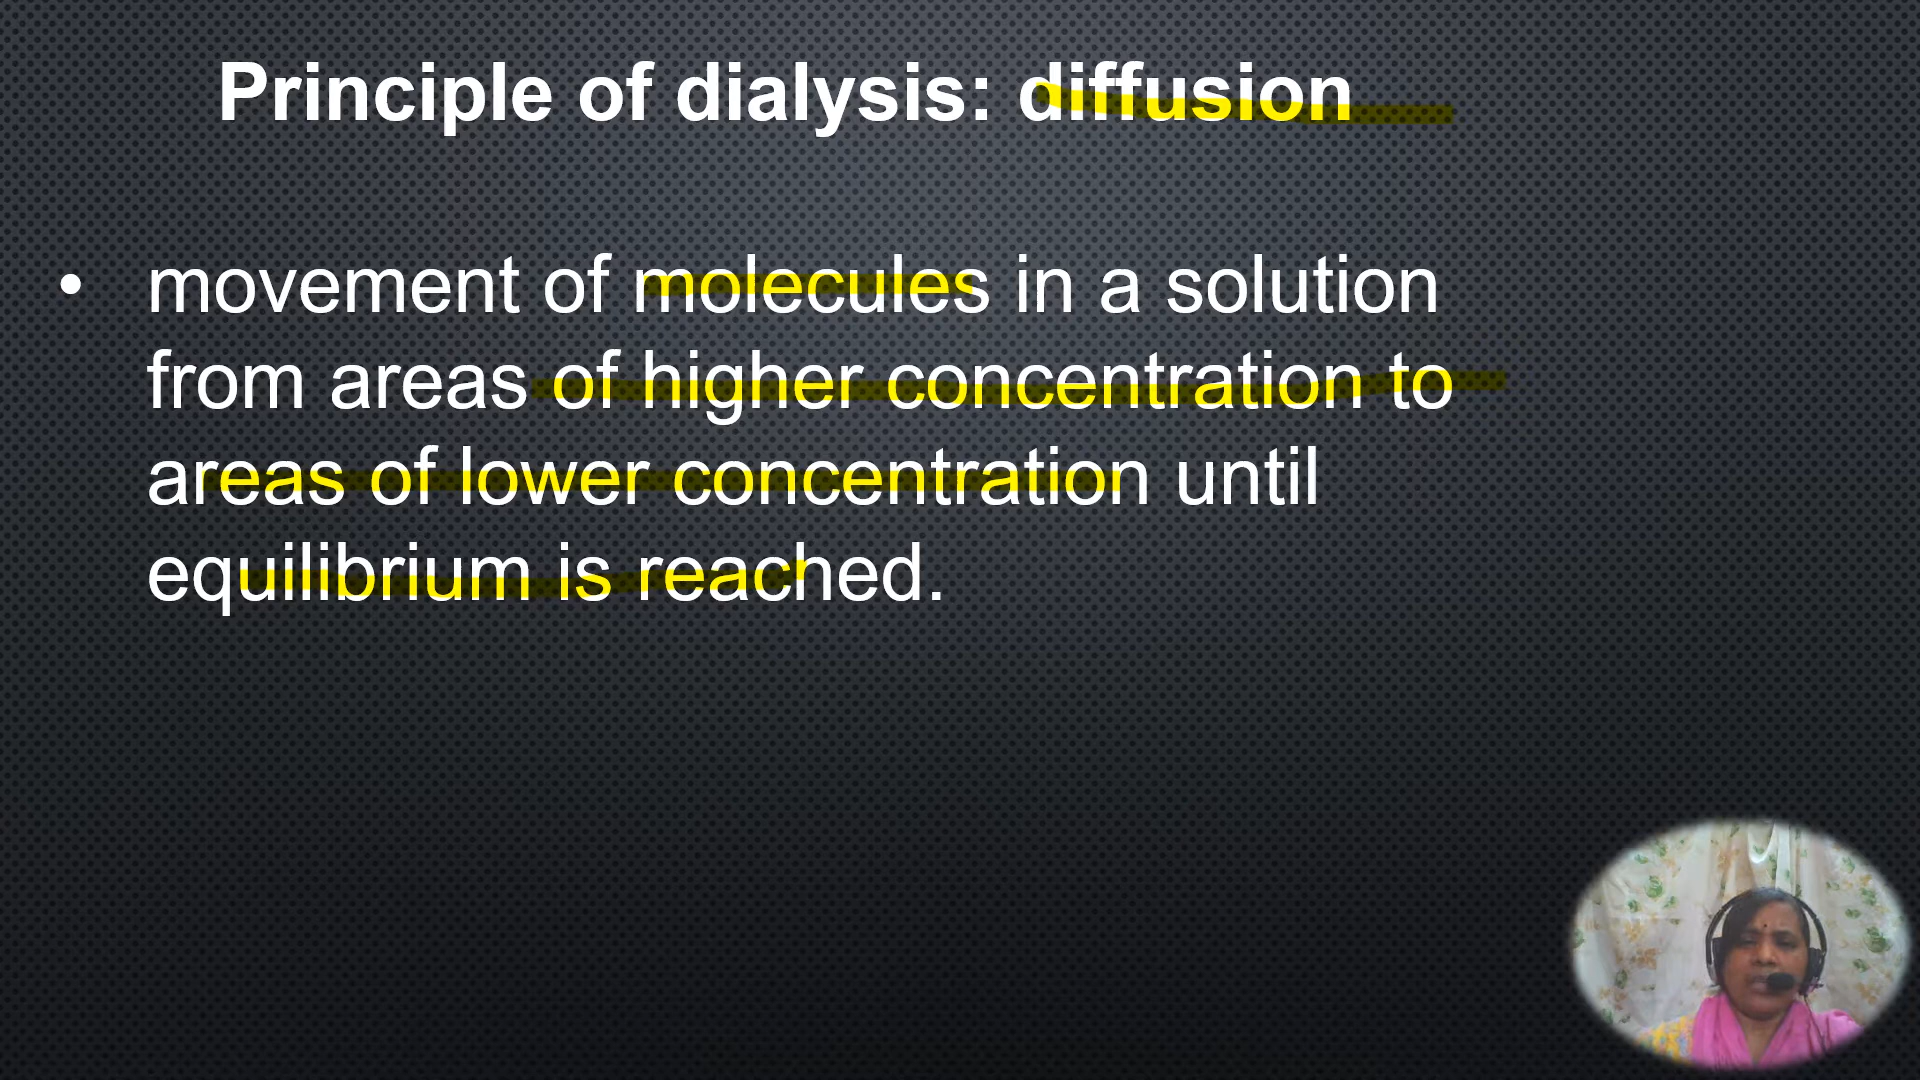 Principle of dialysis: diffusion
• movement of molecules in a solution
from areas of higher concentration to
areas of lower concentration until
equilibrium is reached.